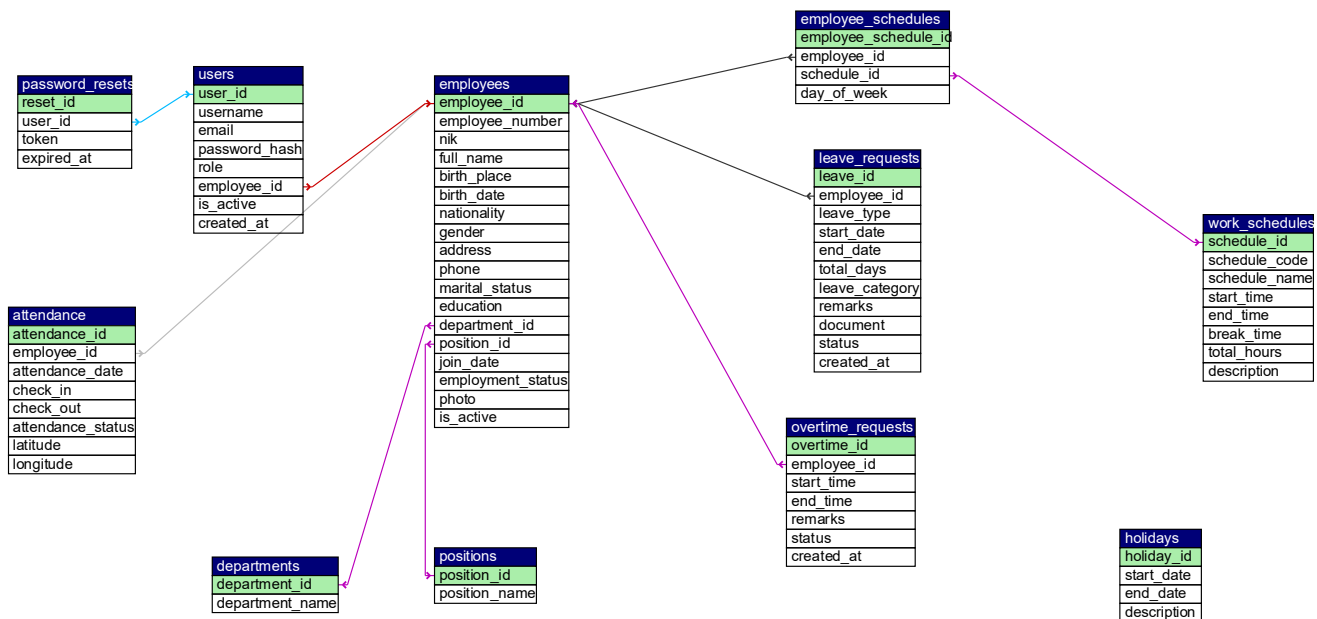 employee_schedules
employee_schedule_id
employee_id
schedule_id
day_of_week
password_resets
reset_id
user_id
token
expired_at
users
user_id
username
email
password_hash
role
employee_id
is_active
created_at
employees
employee_id
employee_number
nik
full_name
birth_place
birth_date
nationality
gender
address
phone
marital_status
education
department_id
position_id
join_date
employment_status
photo
is_active
leave_requests
leave_id
employee_id
leave_type
start_date
end_date
total_days
leave_category
remarks
document
status
created_at
work_schedules
schedule_id
schedule_code
schedule_name
start_time
end_time
break_time
total_hours
description
attendance
attendance_id
employee_id
attendance_date
check_in
check_out
attendance_status
latitude
longitude
overtime_requests
overtime_id
employee_id
start_time
end_time
remarks
status
created_at
departments
department_id
department_name
positions
position_id
position_name
holidays
holiday_id
start_date
end_date
description